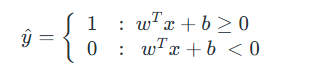 ŷ = { 1 : wᵀx + b ≥ 0
0 : wᵀx + b < 0